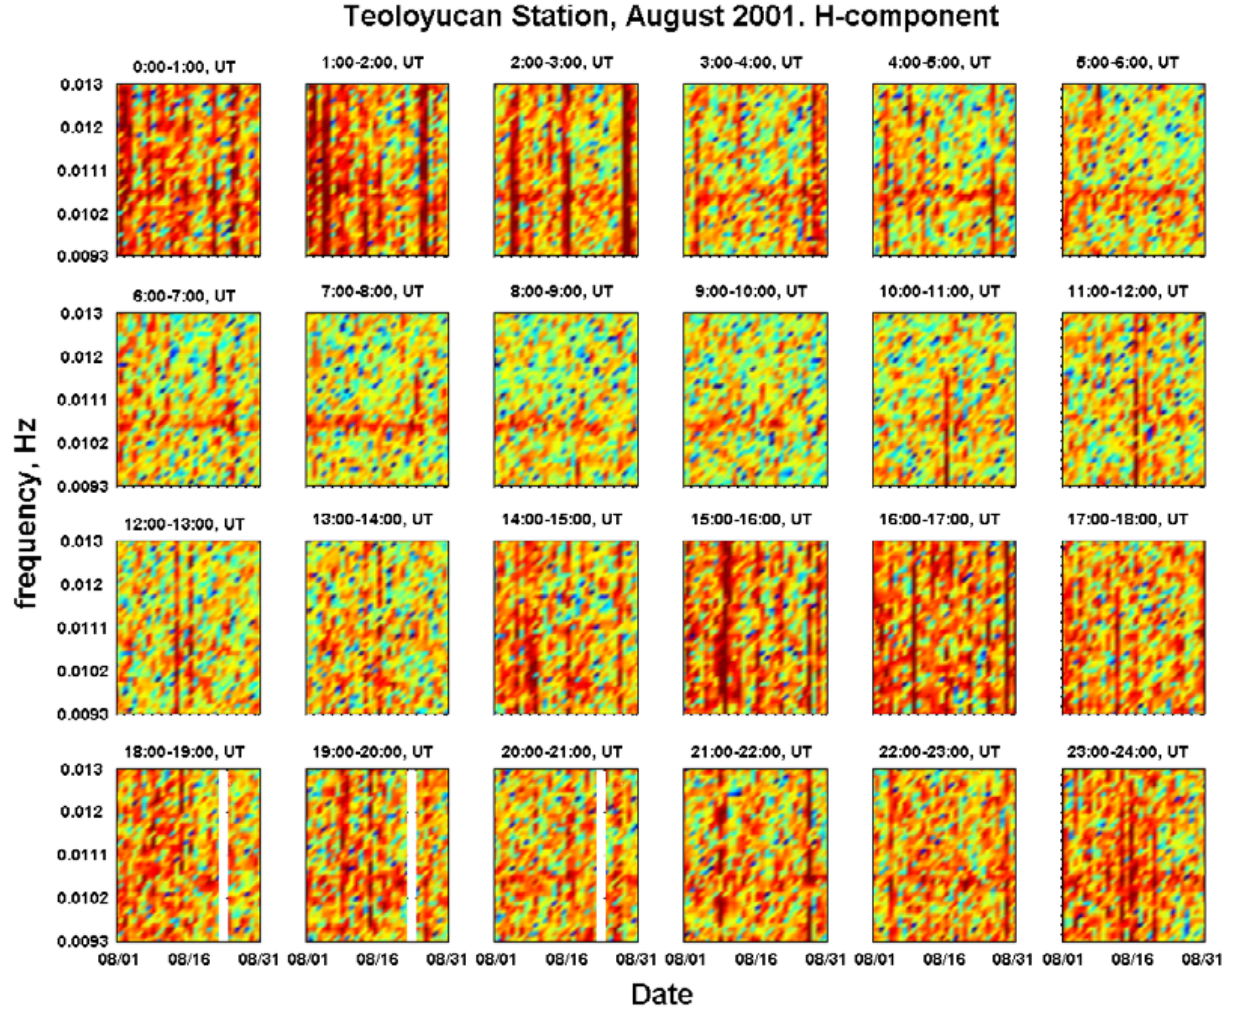 Teoloyucan Station, August 2001. H-component
0:00-1:00, UT 1:00-2:00, UT 2:00-3:00, UT 3:00-4:00, UT 4:00-5:00, UT 5:00-6:00, UT
0.013
0.012
0.0111
0.0102
0.0093
6:00-7:00, UT 7:00-8:00, UT 8:00-9:00, UT 9:00-10:00, UT 10:00-11:00, UT 11:00-12:00, UT
0.013
0.012
0.0111
0.0102
0.0093
frequency, Hz
12:00-13:00, UT 13:00-14:00, UT 14:00-15:00, UT 15:00-16:00, UT 16:00-17:00, UT 17:00-18:00, UT
0.013
0.012
0.0111
0.0102
0.0093
18:00-19:00, UT 19:00-20:00, UT 20:00-21:00, UT 21:00-22:00, UT 22:00-23:00, UT 23:00-24:00, UT
0.013
0.012
0.0111
0.0102
0.0093
08/01 08/16 08/31 08/01 08/16 08/31 08/01 08/16 08/31 08/01 08/16 08/31 08/01 08/16 08/31 08/01 08/16 08/31
Date